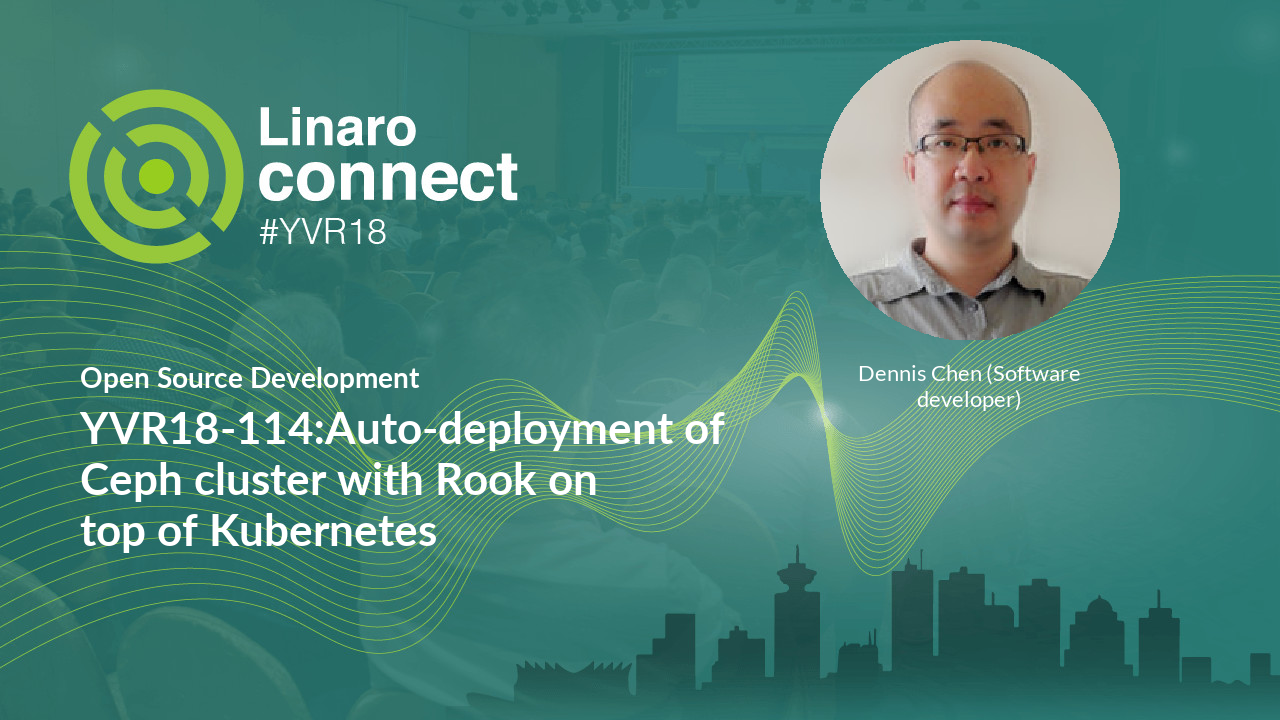 Linaro
connect
#YVR18
Open Source Development
YVR18-114:Auto-deployment of
Ceph cluster with Rook on
top of Kubernetes
Dennis Chen (Software
developer)